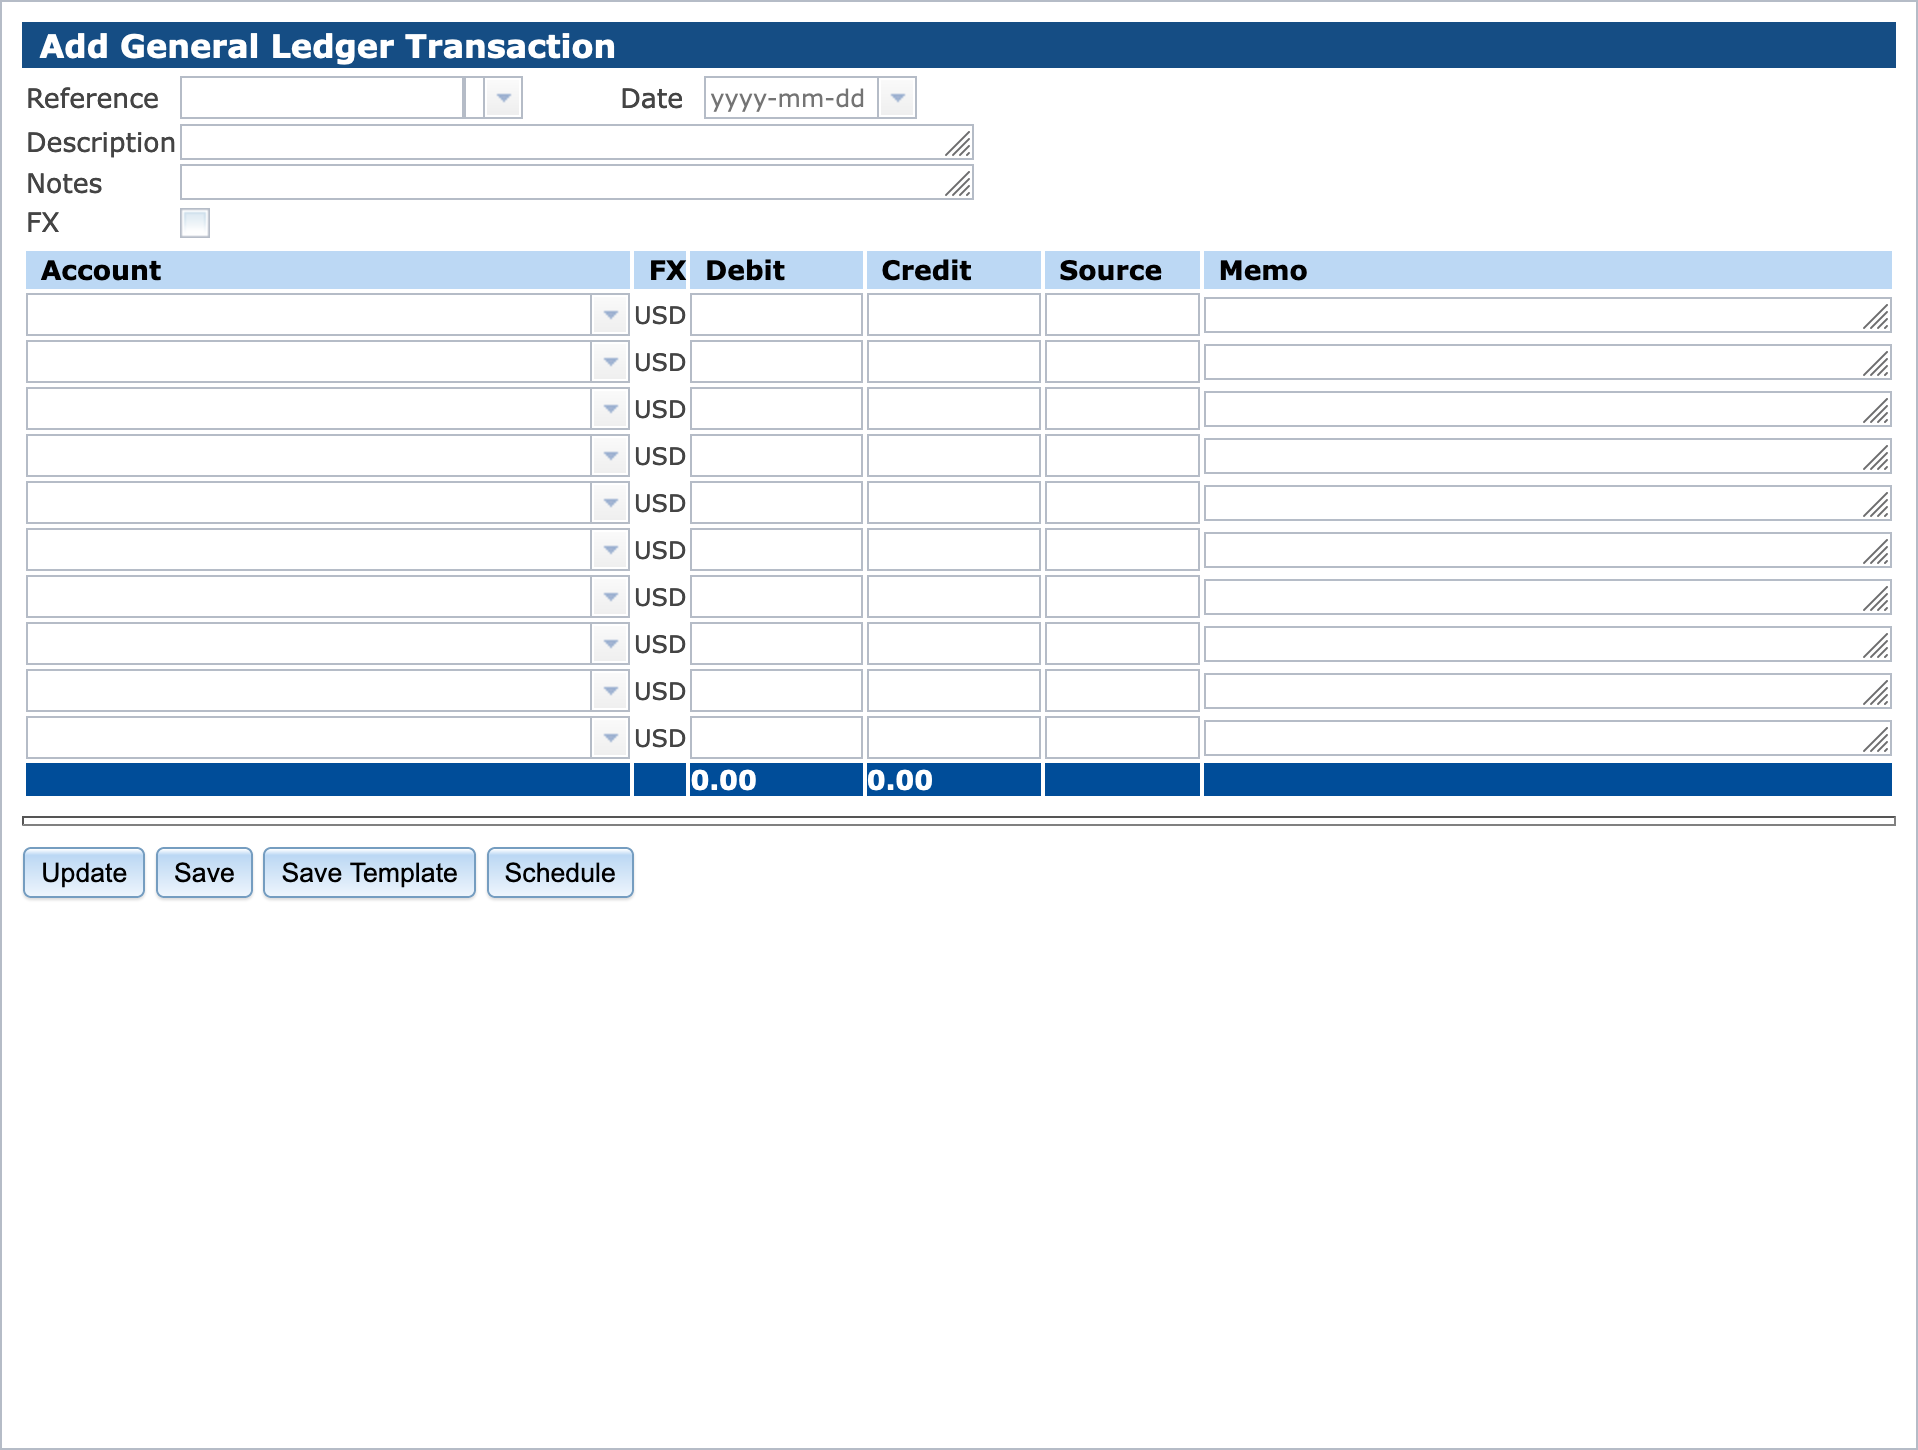 Add General Ledger Transaction
Reference Date yyyy-mm-dd
Description
Notes
FX
Account FX Debit Credit Source Memo
USD
USD
USD
USD
USD
USD
USD
USD
USD
USD
0.00 0.00
Update Save Save Template Schedule